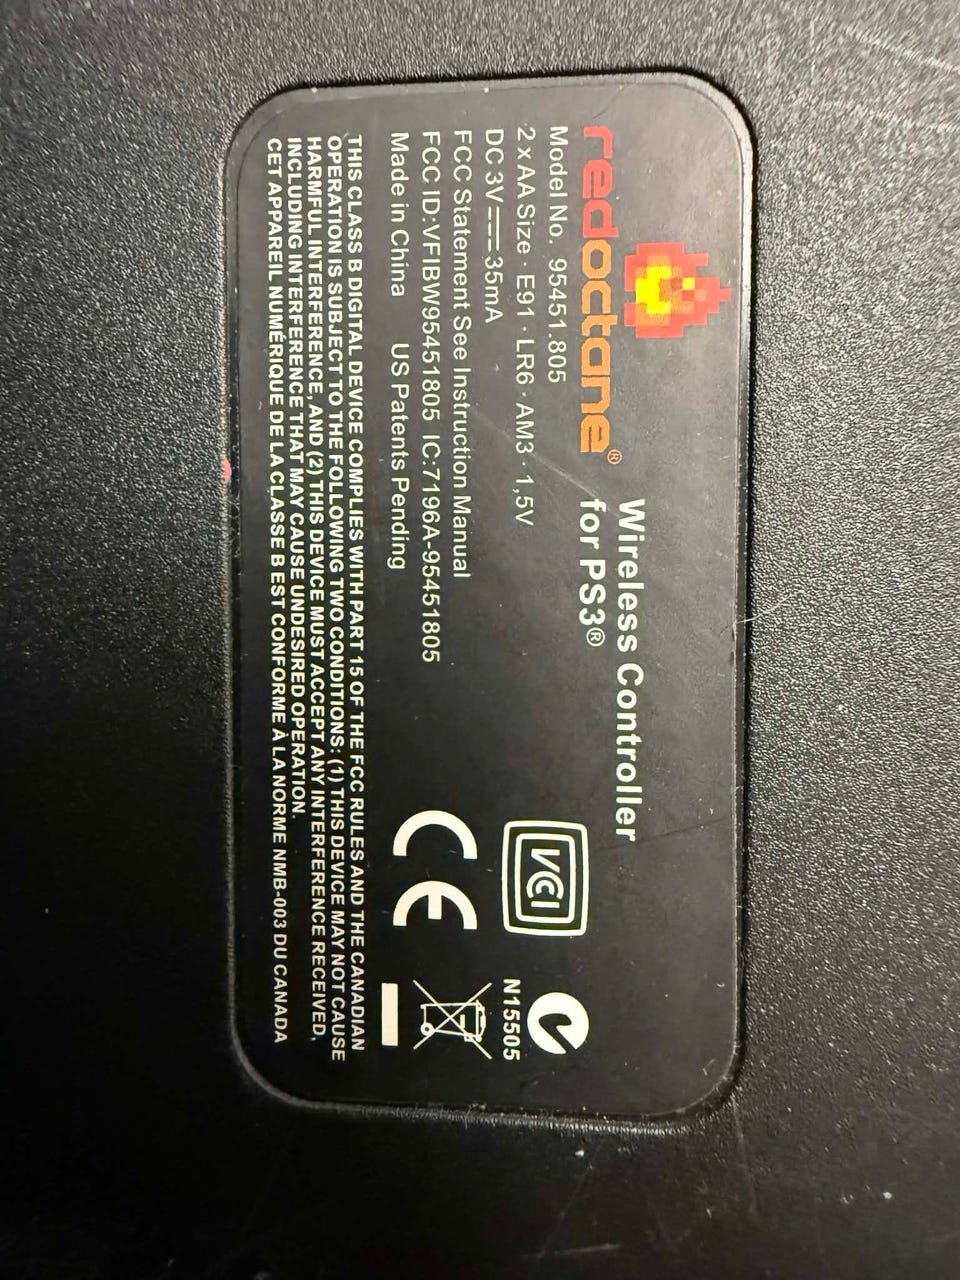 redoctane®
Wireless Controller
for PS3®
Model No. 95451.805
2xAA Size · E91 · LR6 · AM3 · 1,5V
DC 3V ⎓ 35mA
FCC Statement See Instruction Manual
FCC ID:VFIBW95451805 IC:7196A-95451805
Made in China US Patents Pending
VCCI
N15505
CE
THIS CLASS B DIGITAL DEVICE COMPLIES WITH PART 15 OF THE FCC RULES AND THE CANADIAN
OPERATION IS SUBJECT TO THE FOLLOWING TWO CONDITIONS: (1) THIS DEVICE MAY NOT CAUSE
HARMFUL INTERFERENCE, AND (2) THIS DEVICE MUST ACCEPT ANY INTERFERENCE RECEIVED,
INCLUDING INTERFERENCE THAT MAY CAUSE UNDESIRED OPERATION.
CET APPAREIL NUMÉRIQUE DE LA CLASSE B EST CONFORME À LA NORME NMB-003 DU CANADA